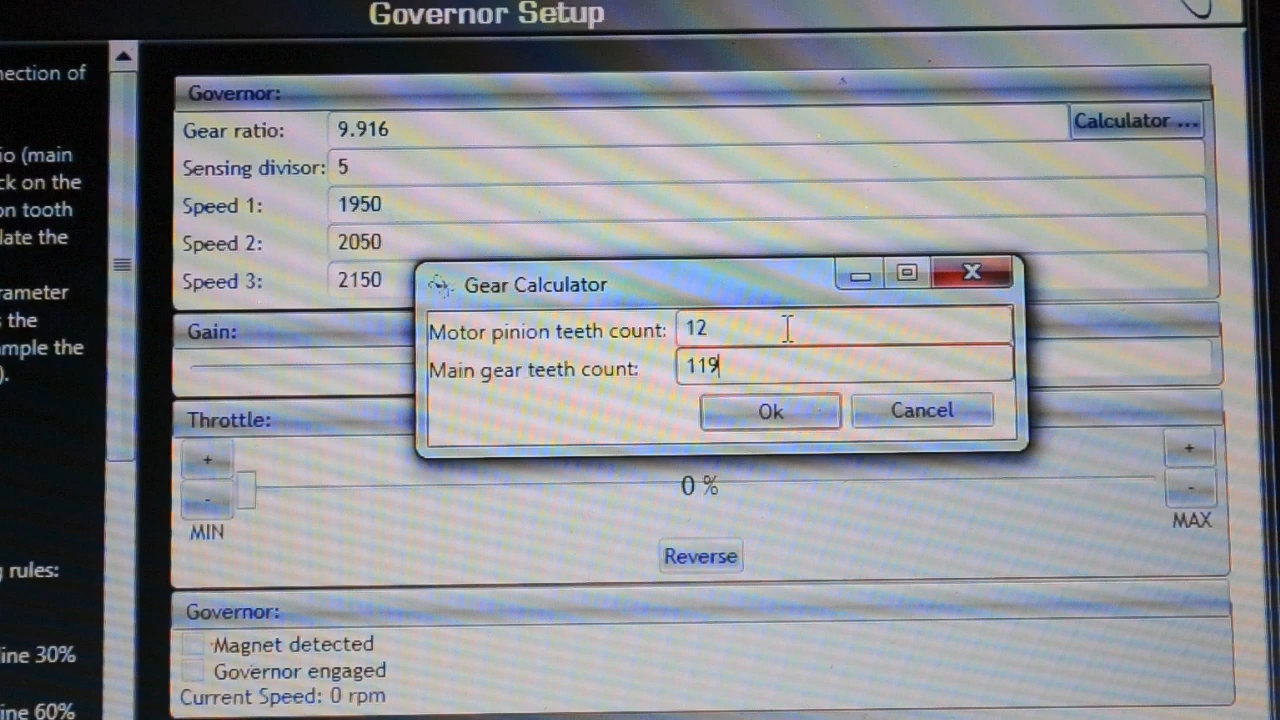 Governor Setup
nection of
io (main
ck on the
on tooth
late the
rameter
s the
ample the
).
g rules:
ine 30%
ine 60%
Governor:
Gear ratio: 9.916 Calculator ...
Sensing divisor: 5
Speed 1: 1950
Speed 2: 2050
Speed 3: 2150
Gain:
Gear Calculator
Motor pinion teeth count: 12
Main gear teeth count: 119
Ok Cancel
Throttle:
+ +
- -
0 %
MIN MAX
Reverse
Governor:
Magnet detected
Governor engaged
Current Speed: 0 rpm